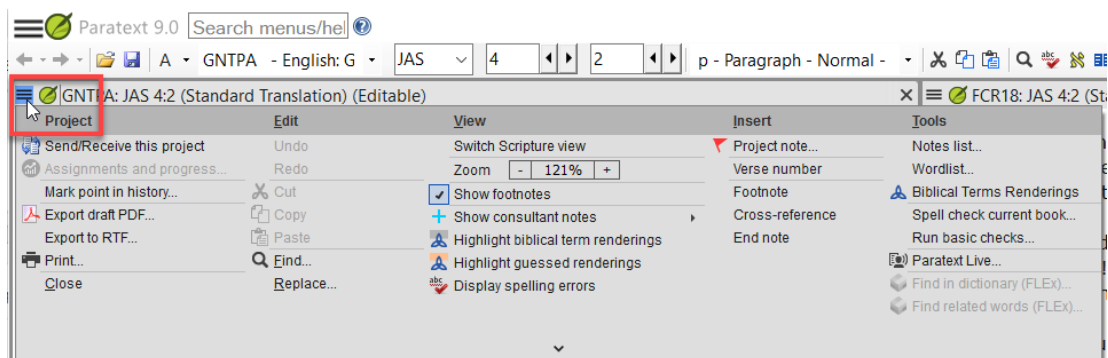 Paratext 9.0 Search menus/hel
A GNTPA - English: G JAS 4 2 p - Paragraph - Normal - abc
GNTPA: JAS 4:2 (Standard Translation) (Editable) FCR18: JAS 4:2 (Sta
Project Edit View Insert Tools
Send/Receive this project Undo Switch Scripture view Project note... Notes list...
Assignments and progress... Redo Zoom - 121% + Verse number Wordlist...
Mark point in history... Cut Show footnotes Footnote Biblical Terms Renderings
Export draft PDF... Copy Show consultant notes Cross-reference Spell check current book...
Export to RTF... Paste Highlight biblical term renderings End note Run basic checks...
Print... Find... Highlight guessed renderings Paratext Live...
Close Replace... abc Display spelling errors Find in dictionary (FLEx)...
Find related words (FLEx)...